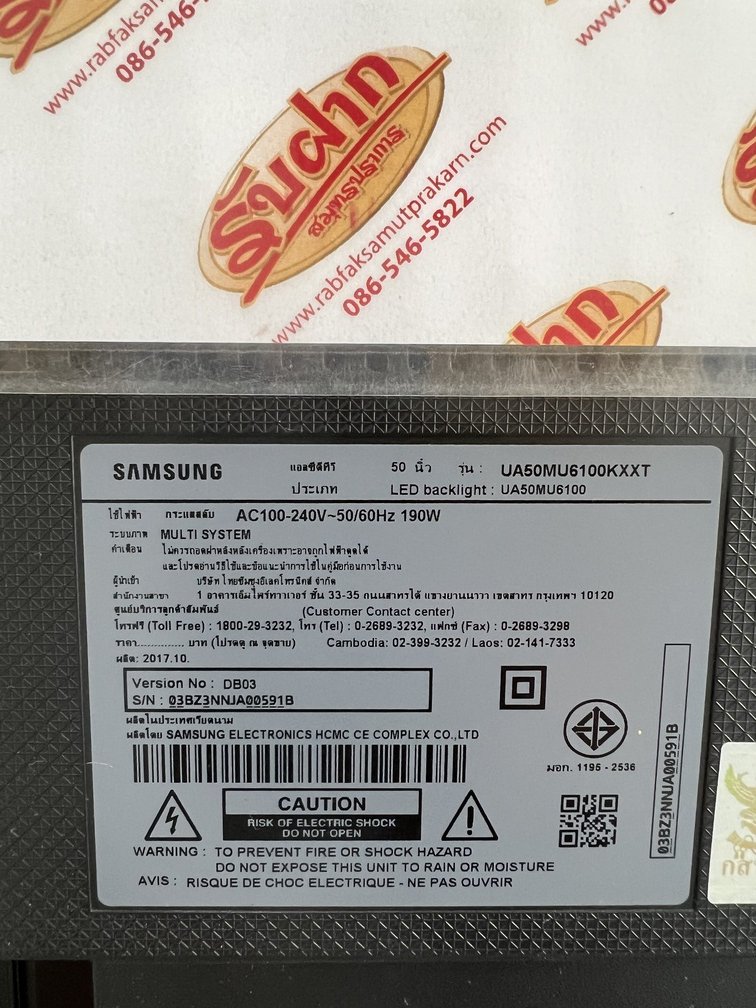 www.rabfaksam
086-546-
www.
รับฝาก
สมุทรปราการ
www.rabfaksamutprakarn.com
086-546-5822
SAMSUNG แอลซีดีทีวี 50 นิ้ว รุ่น : UA50MU6100KXXT
ประเภท LED backlight : UA50MU6100
ใช้ไฟฟ้า กระแสสลับ AC100-240V~50/60Hz 190W
ระบบภาพ MULTI SYSTEM
คำเตือน ไม่ควรถอดฝาหลังหลังเครื่องเพราะอาจถูกไฟฟ้าดูดได้
และโปรดอ่านวิธีใช้และข้อแนะนำการใช้ในคู่มือก่อนการใช้งาน
ผู้นำเข้า บริษัท ไทยซัมซุงอิเลคโทรนิคส์ จำกัด
สำนักงานสาขา 1 อาคารเอ็มไพร์ทาวเวอร์ ชั้น 33-35 ถนนสาทรใต้ แขวงยานนาวา เขตสาทร กรุงเทพฯ 10120
ศูนย์บริการลูกค้าสัมพันธ์ (Customer Contact center)
โทรฟรี (Toll Free) : 1800-29-3232, โทร (Tel) : 0-2689-3232, แฟกซ์ (Fax) : 0-2689-3298
ราคา.............. บาท (โปรดดู ณ จุดขาย) Cambodia: 02-399-3232 / Laos: 02-141-7333
ผลิต: 2017.10.
Version No : DB03
S/N : 03BZ3NNJA00591B
ผลิตในประเทศเวียดนาม
ผลิตโดย SAMSUNG ELECTRONICS HCMC CE COMPLEX CO.,LTD
มอก. 1195 - 2536
03BZ3NNJA00591B
CAUTION
RISK OF ELECTRIC SHOCK
DO NOT OPEN
WARNING : TO PREVENT FIRE OR SHOCK HAZARD
DO NOT EXPOSE THIS UNIT TO RAIN OR MOISTURE
AVIS : RISQUE DE CHOC ELECTRIQUE - NE PAS OUVRIR